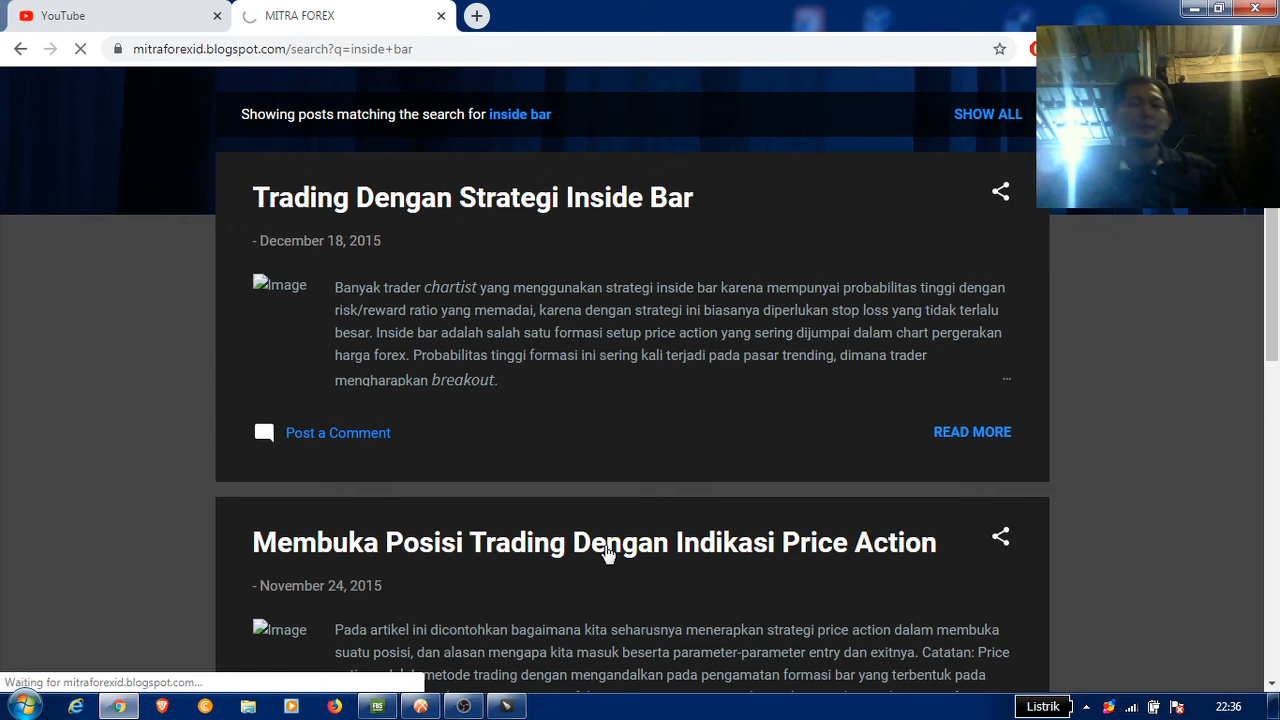 YouTube
MITRA FOREX
mitraforexid.blogspot.com/search?q=inside+bar
Showing posts matching the search for inside bar
SHOW ALL
Trading Dengan Strategi Inside Bar
- December 18, 2015
Image
Banyak trader chartist yang menggunakan strategi inside bar karena mempunyai probabilitas tinggi dengan
risk/reward ratio yang memadai, karena dengan strategi ini biasanya diperlukan stop loss yang tidak terlalu
besar. Inside bar adalah salah satu formasi setup price action yang sering dijumpai dalam chart pergerakan
harga forex. Probabilitas tinggi formasi ini sering kali terjadi pada pasar trending, dimana trader
mengharapkan breakout.
...
Post a Comment
READ MORE
Membuka Posisi Trading Dengan Indikasi Price Action
- November 24, 2015
Image
Pada artikel ini dicontohkan bagaimana kita seharusnya menerapkan strategi price action dalam membuka
suatu posisi, dan alasan mengapa kita masuk beserta parameter-parameter entry dan exitnya. Catatan: Price
metode trading dengan mengandalkan pada pengamatan formasi bar yang terbentuk pada
Waiting for mitraforexid.blogspot.com...
FBS
Listrik
22:36